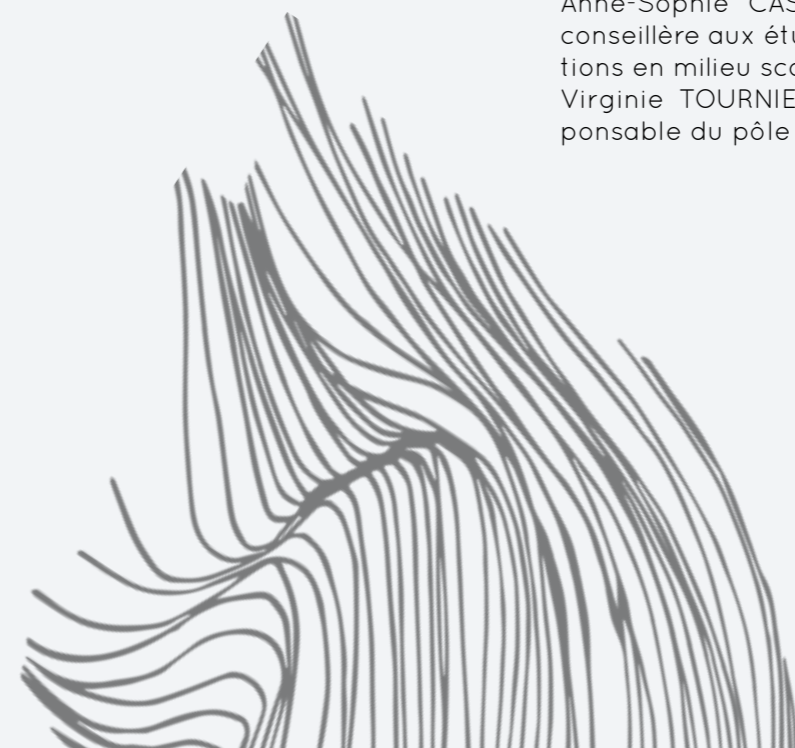 Anne-Sophie CAS
conseillère aux étu
tions en milieu sco
Virginie TOURNIE
ponsable du pôle